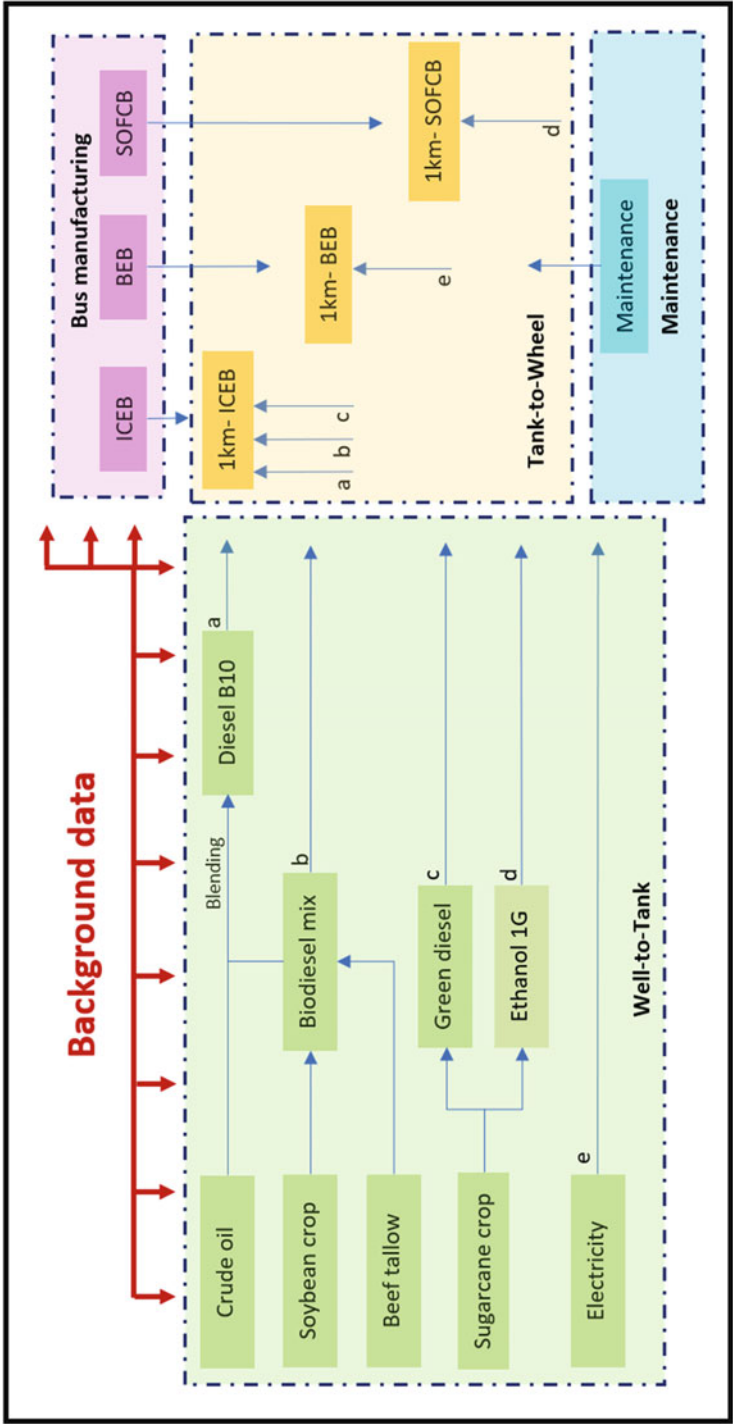 Background data
Crude oil
Soybean crop
Beef tallow
Sugarcane crop
Electricity
e
Blending
Biodiesel mix
b
Green diesel
c
Ethanol 1G
d
Diesel B10
a
Well-to-Tank
Bus manufacturing
ICEB
BEB
SOFCB
1km- ICEB
a
b
c
1km- BEB
e
1km- SOFCB
d
Tank-to-Wheel
Maintenance
Maintenance